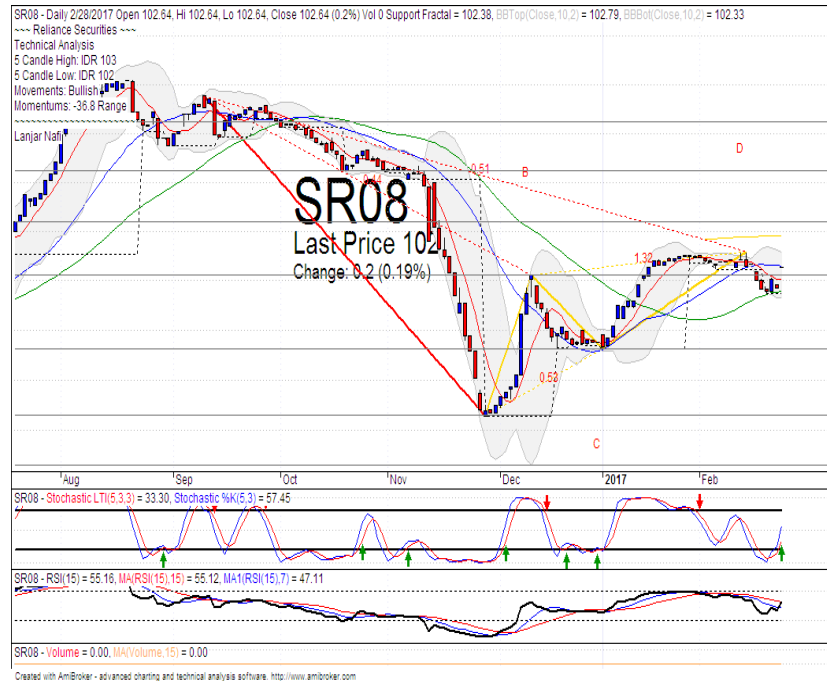 SR08 - Daily 2/28/2017 Open 102.64, Hi 102.64, Lo 102.64, Close 102.64 (0.2%) Vol 0 Support Fractal = 102.38, BBTop(Close,10,2) = 102.79, BBBot(Close,10,2) = 102.33
~~~ Reliance Securities ~~~
Technical Analysis
5 Candle High: IDR 103
5 Candle Low: IDR 102
Movements: Bullish
Momentums: -36.8 Range
Lanjar Nafi
D
0.51
B
0.44
SR08
Last Price 102
Change: 0.2 (0.19%)
1.32
0.53
C
Aug Sep Oct Nov Dec 2017 Feb
SR08 - Stochastic LTI(5,3,3) = 33.30, Stochastic %K(5,3) = 57.45
SR08 - RSI(15) = 55.16, MA(RSI(15),15) = 55.12, MA1(RSI(15),7) = 47.11
SR08 - Volume = 0.00, MA(Volume,15) = 0.00
Created with AmiBroker - advanced charting and technical analysis software. http://www.amibroker.com